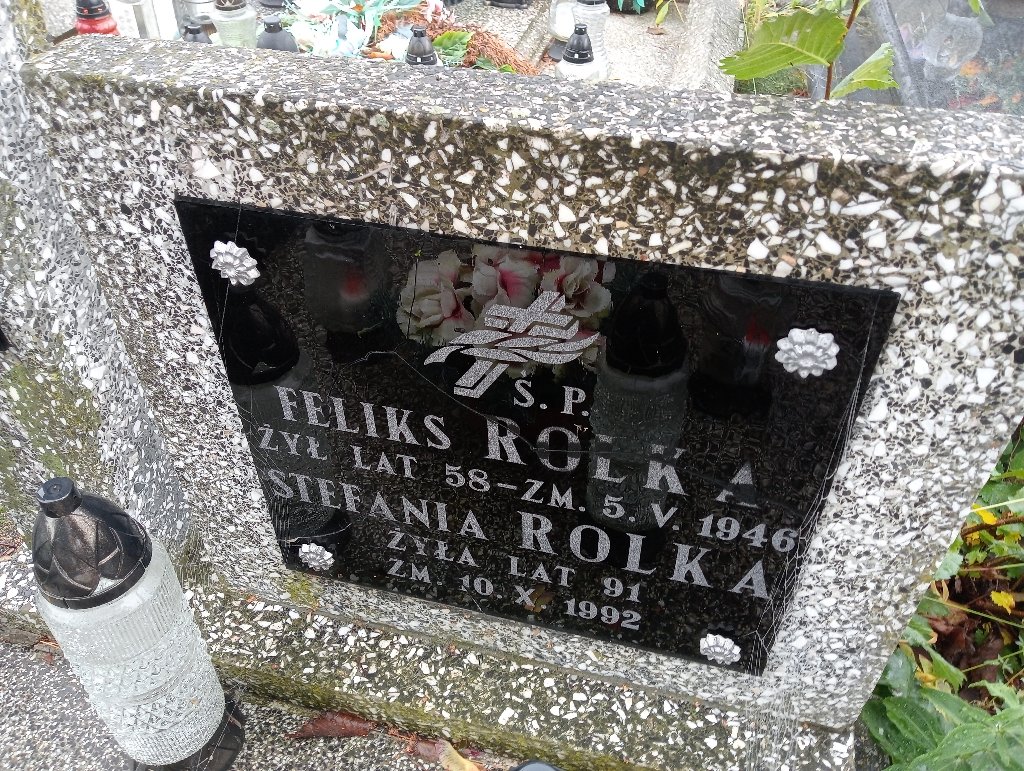 Ś. P.
FELIKS ROLKA
ŻYŁ LAT 58-ZM. 5. V. 1946
STEFANIA ROLKA
ŻYŁA LAT 91
ZM. 10. X. 1992